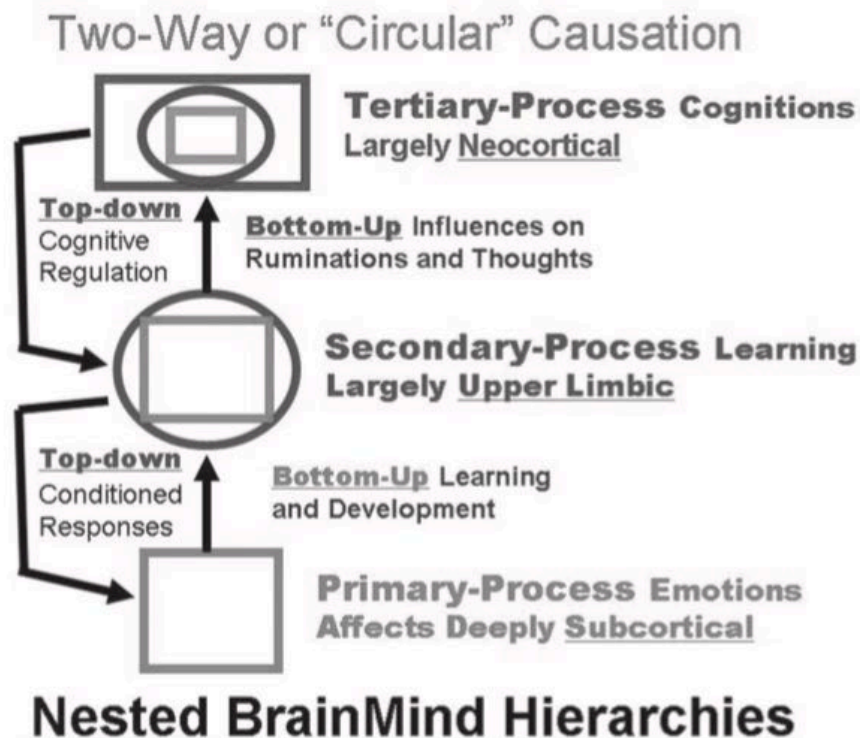 Two-Way or “Circular” Causation
Tertiary-Process Cognitions
Largely Neocortical
Top-down
Cognitive
Regulation
Bottom-Up Influences on
Ruminations and Thoughts
Secondary-Process Learning
Largely Upper Limbic
Top-down
Conditioned
Responses
Bottom-Up Learning
and Development
Primary-Process Emotions
Affects Deeply Subcortical
Nested BrainMind Hierarchies